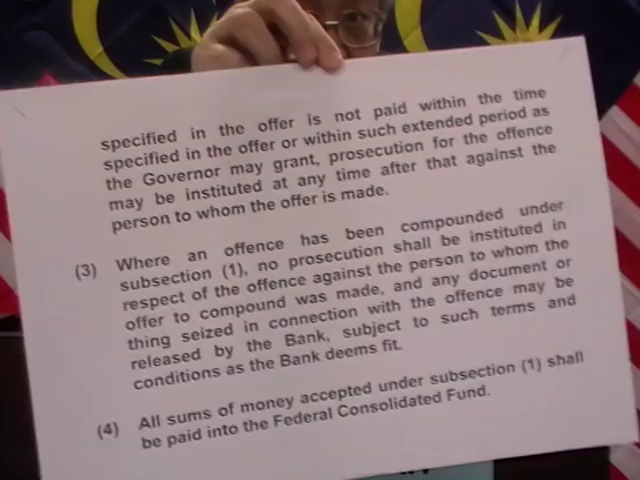 specified in the offer is not paid within the time
specified in the offer or within such extended period as
the Governor may grant, prosecution for the offence
may be instituted at any time after that against the
person to whom the offer is made.
(3) Where an offence has been compounded under
subsection (1), no prosecution shall be instituted in
respect of the offence against the person to whom the
offer to compound was made, and any document or
thing seized in connection with the offence may be
released by the Bank, subject to such terms and
conditions as the Bank deems fit.
(4) All sums of money accepted under subsection (1) shall
be paid into the Federal Consolidated Fund.